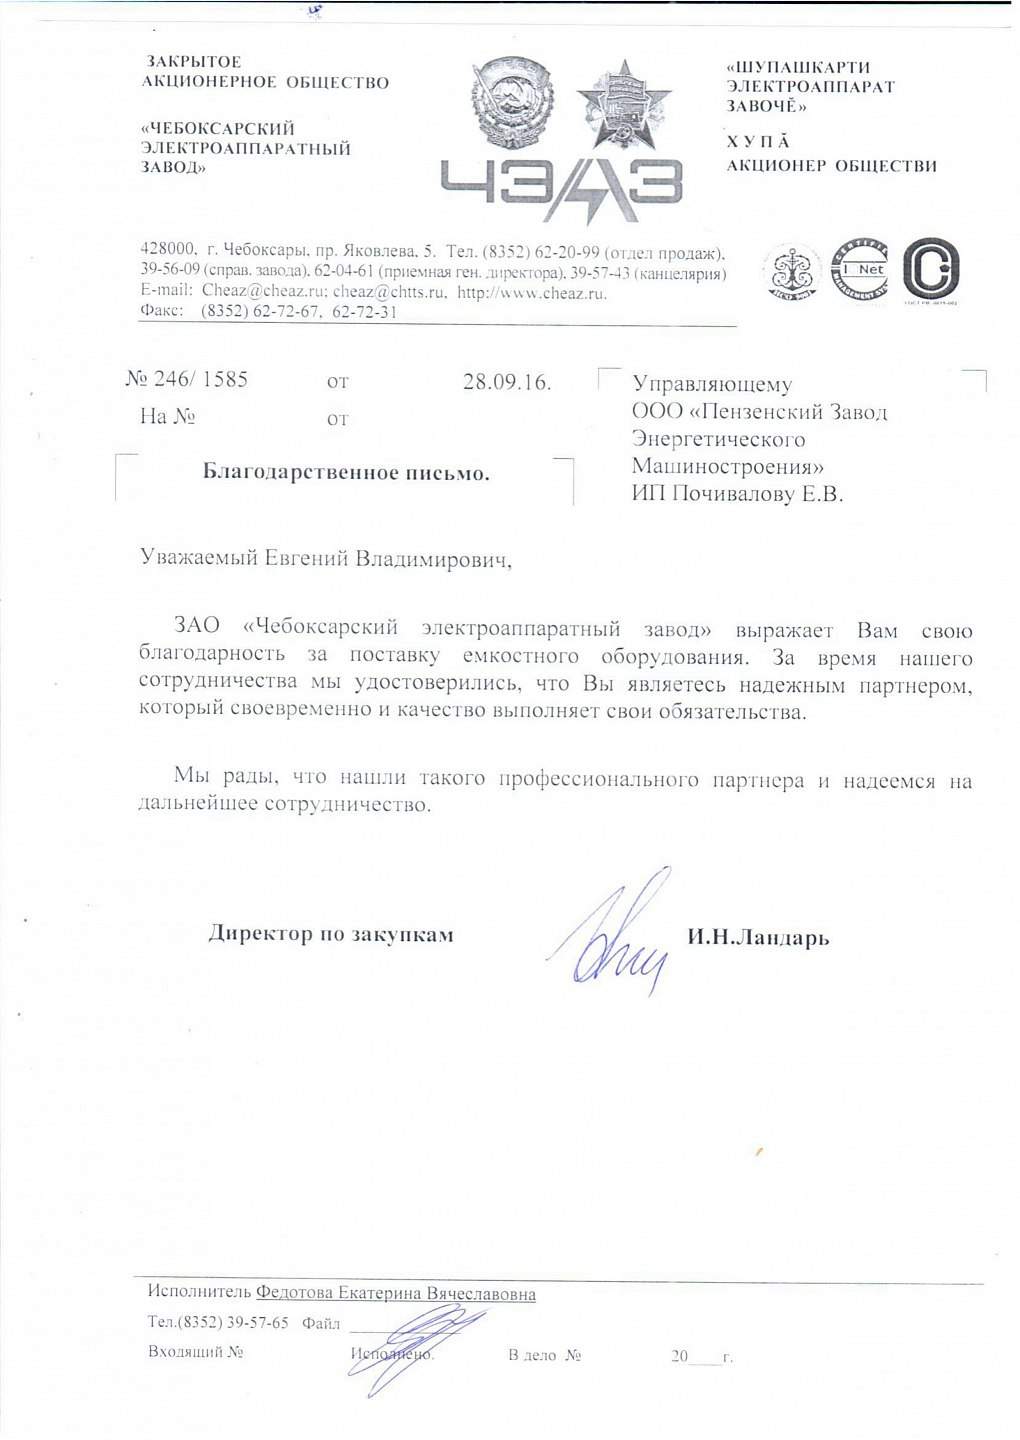 ЗАКРЫТОЕ
АКЦИОНЕРНОЕ ОБЩЕСТВО
«ЧЕБОКСАРСКИЙ
ЭЛЕКТРОАППАРАТНЫЙ
ЗАВОД»
ЧЭАЗ
«ШУПАШКАРТИ
ЭЛЕКТРОАППАРАТ
ЗАВОЧĔ»
Х У П Ă
АКЦИОНЕР ОБЩЕСТВИ
428000, г. Чебоксары, пр. Яковлева, 5. Тел. (8352) 62-20-99 (отдел продаж),
39-56-09 (справ. завода), 62-04-61 (приемная ген. директора), 39-57-43 (канцелярия)
E-mail: Cheaz@cheaz.ru; cheaz@chtts.ru, http://www.cheaz.ru.
Факс: (8352) 62-72-67, 62-72-31
I Net
№ 246/ 1585 от 28.09.16.
На № от
Благодарственное письмо.
Управляющему
ООО «Пензенский Завод
Энергетического
Машиностроения»
ИП Почивалову Е.В.
Уважаемый Евгений Владимирович,
ЗАО «Чебоксарский электроаппаратный завод» выражает Вам свою
благодарность за поставку емкостного оборудования. За время нашего
сотрудничества мы удостоверились, что Вы являетесь надежным партнером,
который своевременно и качество выполняет свои обязательства.
Мы рады, что нашли такого профессионального партнера и надеемся на
дальнейшее сотрудничество.
Директор по закупкам И.Н.Ландарь
Исполнитель Федотова Екатерина Вячеславовна
Тел.(8352) 39-57-65 Файл
Входящий № Исполнено. В дело № 20____г.